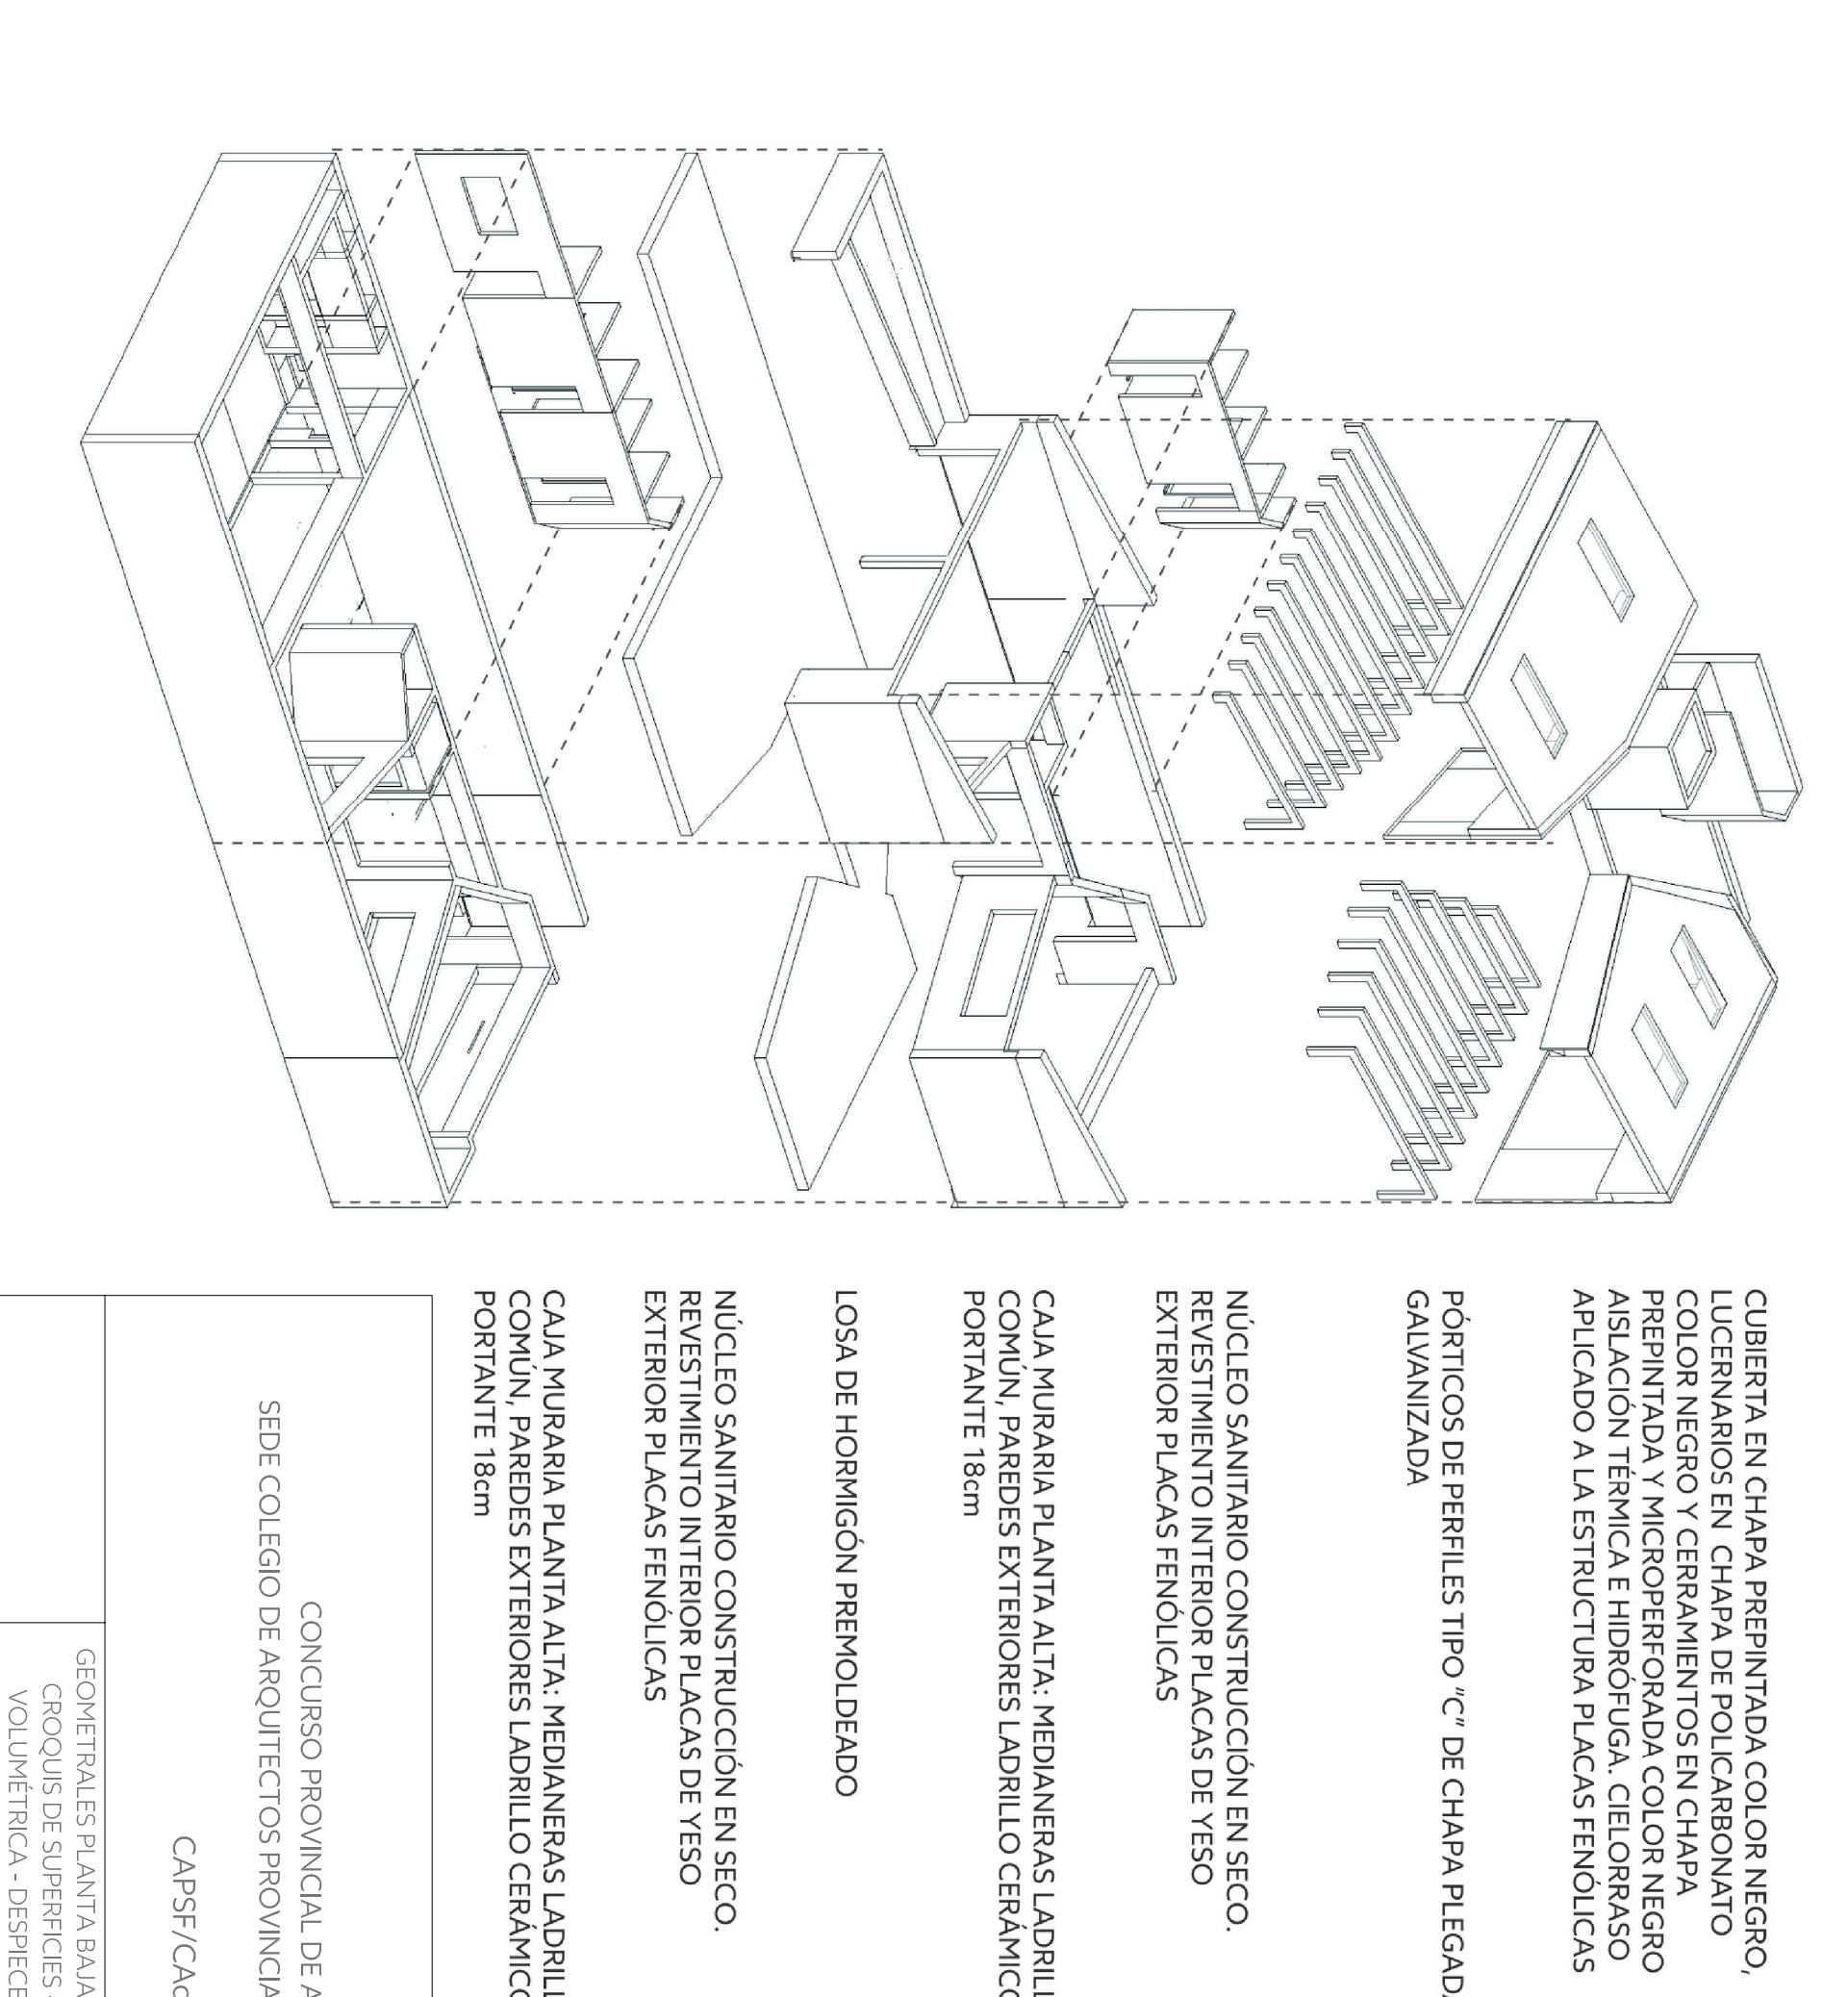 CUBIERTA EN CHAPA PREPINTADA COLOR NEGRO,
LUCERNARIOS EN CHAPA DE POLICARBONATO
COLOR NEGRO Y CERRAMIENTOS EN CHAPA
PREPINTADA Y MICROPERFORADA COLOR NEGRO
AISLACIÓN TÉRMICA E HIDRÓFUGA. CIELORRASO
APLICADO A LA ESTRUCTURA PLACAS FENÓLICAS
PÓRTICOS DE PERFILES TIPO "C" DE CHAPA PLEGADA
GALVANIZADA
NÚCLEO SANITARIO CONSTRUCCIÓN EN SECO.
REVESTIMIENTO INTERIOR PLACAS DE YESO
EXTERIOR PLACAS FENÓLICAS
CAJA MURARIA PLANTA ALTA: MEDIANERAS LADRILL
COMÚN, PAREDES EXTERIORES LADRILLO CERÁMICO
PORTANTE 18cm
LOSA DE HORMIGÓN PREMOLDEADO
NÚCLEO SANITARIO CONSTRUCCIÓN EN SECO.
REVESTIMIENTO INTERIOR PLACAS DE YESO
EXTERIOR PLACAS FENÓLICAS
CAJA MURARIA PLANTA ALTA: MEDIANERAS LADRILL
COMÚN, PAREDES EXTERIORES LADRILLO CERÁMICO
PORTANTE 18cm
CONCURSO PROVINCIAL DE A
SEDE COLEGIO DE ARQUITECTOS PROVINCIA
CAPSF/CAd
GEOMETRALES PLANTA BAJA
CROQUIS DE SUPERFICIES -
VOLUMÉTRICA - DESPIECE